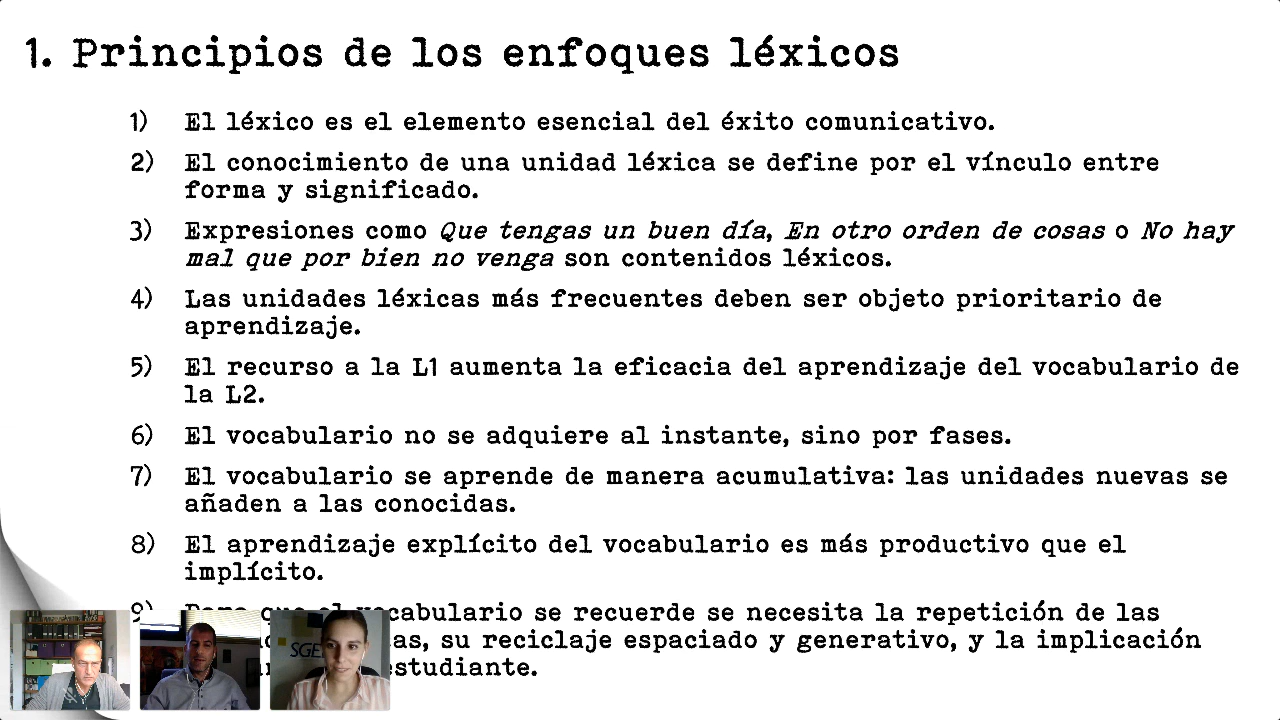 1. Principios de los enfoques léxicos
1) El léxico es el elemento esencial del éxito comunicativo.
2) El conocimiento de una unidad léxica se define por el vínculo entre
forma y significado.
3) Expresiones como Que tengas un buen día, En otro orden de cosas o No hay
mal que por bien no venga son contenidos léxicos.
4) Las unidades léxicas más frecuentes deben ser objeto prioritario de
aprendizaje.
5) El recurso a la L1 aumenta la eficacia del aprendizaje del vocabulario de
la L2.
6) El vocabulario no se adquiere al instante, sino por fases.
7) El vocabulario se aprende de manera acumulativa: las unidades nuevas se
añaden a las conocidas.
8) El aprendizaje explícito del vocabulario es más productivo que el
implícito.
9) Para que el vocabulario se recuerde se necesita la repetición de las
su reciclaje espaciado y generativo, y la implicación
estudiante.
SGEL